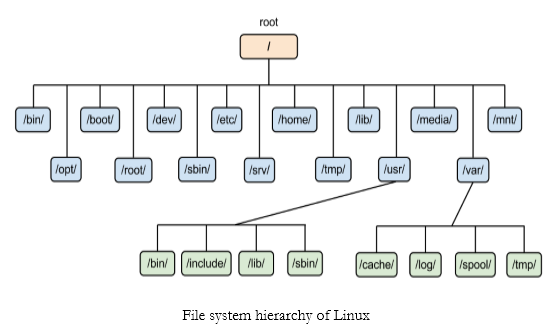 root
/
/bin/ /boot/ /dev/ /etc/ /home/ /lib/ /media/ /mnt/
/opt/ /root/ /sbin/ /srv/ /tmp/ /usr/ /var/
/bin/ /include/ /lib/ /sbin/ /cache/ /log/ /spool/ /tmp/
File system hierarchy of Linux